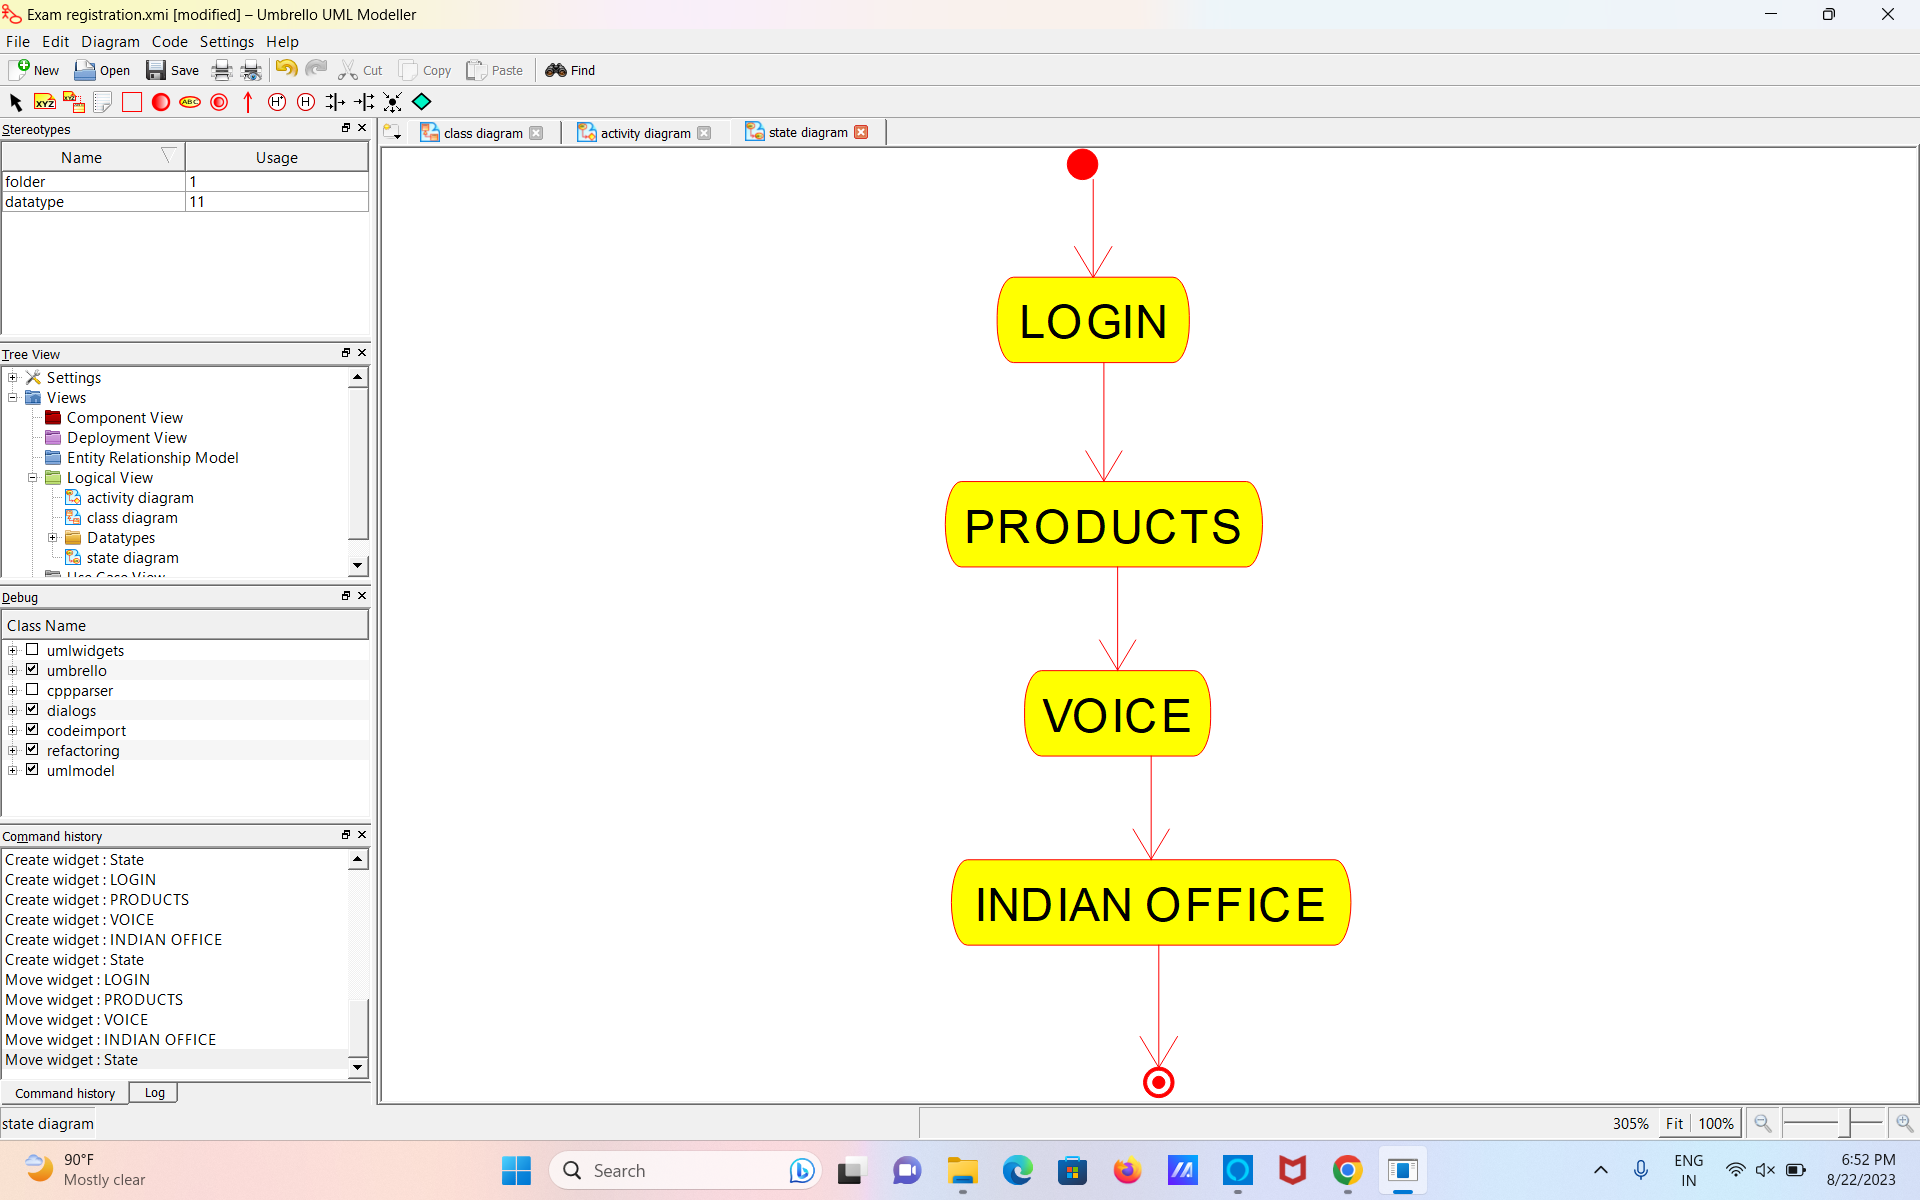 Exam registration.xmi [modified] – Umbrello UML Modeller
File Edit Diagram Code Settings Help
New Open Save Cut Copy Paste Find
XYZ ABC H* H
Stereotypes
Name Usage
folder 1
datatype 11
Tree View
Settings
Views
Component View
Deployment View
Entity Relationship Model
Logical View
activity diagram
class diagram
Datatypes
state diagram
Use Case View
Debug
Class Name
umlwidgets
umbrello
cppparser
dialogs
codeimport
refactoring
umlmodel
Command history
Create widget : State
Create widget : LOGIN
Create widget : PRODUCTS
Create widget : VOICE
Create widget : INDIAN OFFICE
Create widget : State
Move widget : LOGIN
Move widget : PRODUCTS
Move widget : VOICE
Move widget : INDIAN OFFICE
Move widget : State
Command history Log
class diagram activity diagram state diagram
LOGIN
PRODUCTS
VOICE
INDIAN OFFICE
state diagram
305% Fit 100%
90°F
Mostly clear
Search
ENG
IN
6:52 PM
8/22/2023